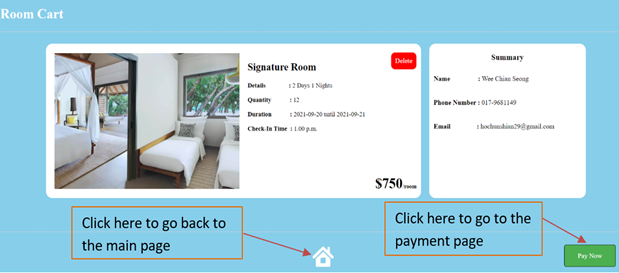 Room Cart
Signature Room
Delete
Details : 2 Days 1 Nights
Quantity : 12
Duration : 2021-09-20 until 2021-09-21
Check-In Time : 1.00 p.m.
$750/room
Summary
Name : Wee Chian Seong
Phone Number : 017-9681149
Email : hochunshian29@gmail.com
Click here to go back to
the main page
Click here to go to the
payment page
Pay Now